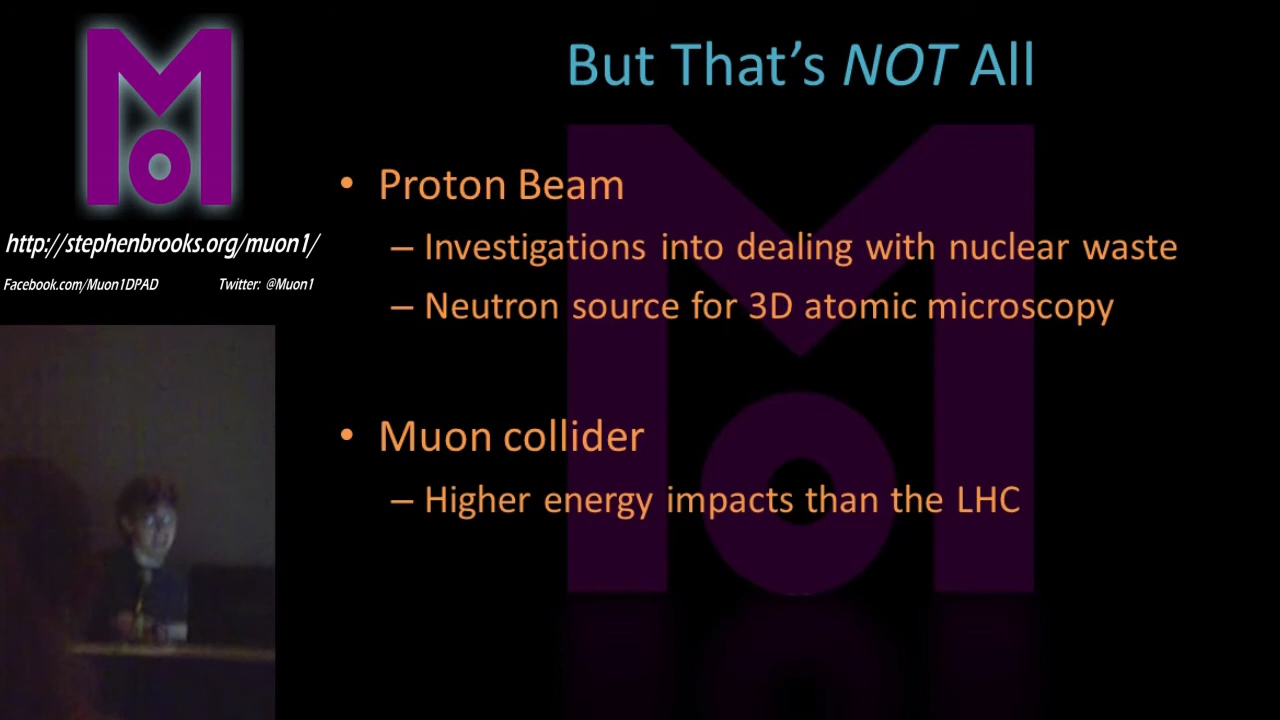 But That's NOT All
http://stephenbrooks.org/muon1/
Facebook.com/Muon1DPAD
Twitter: @Muon1
• Proton Beam
– Investigations into dealing with nuclear waste
– Neutron source for 3D atomic microscopy
• Muon collider
– Higher energy impacts than the LHC